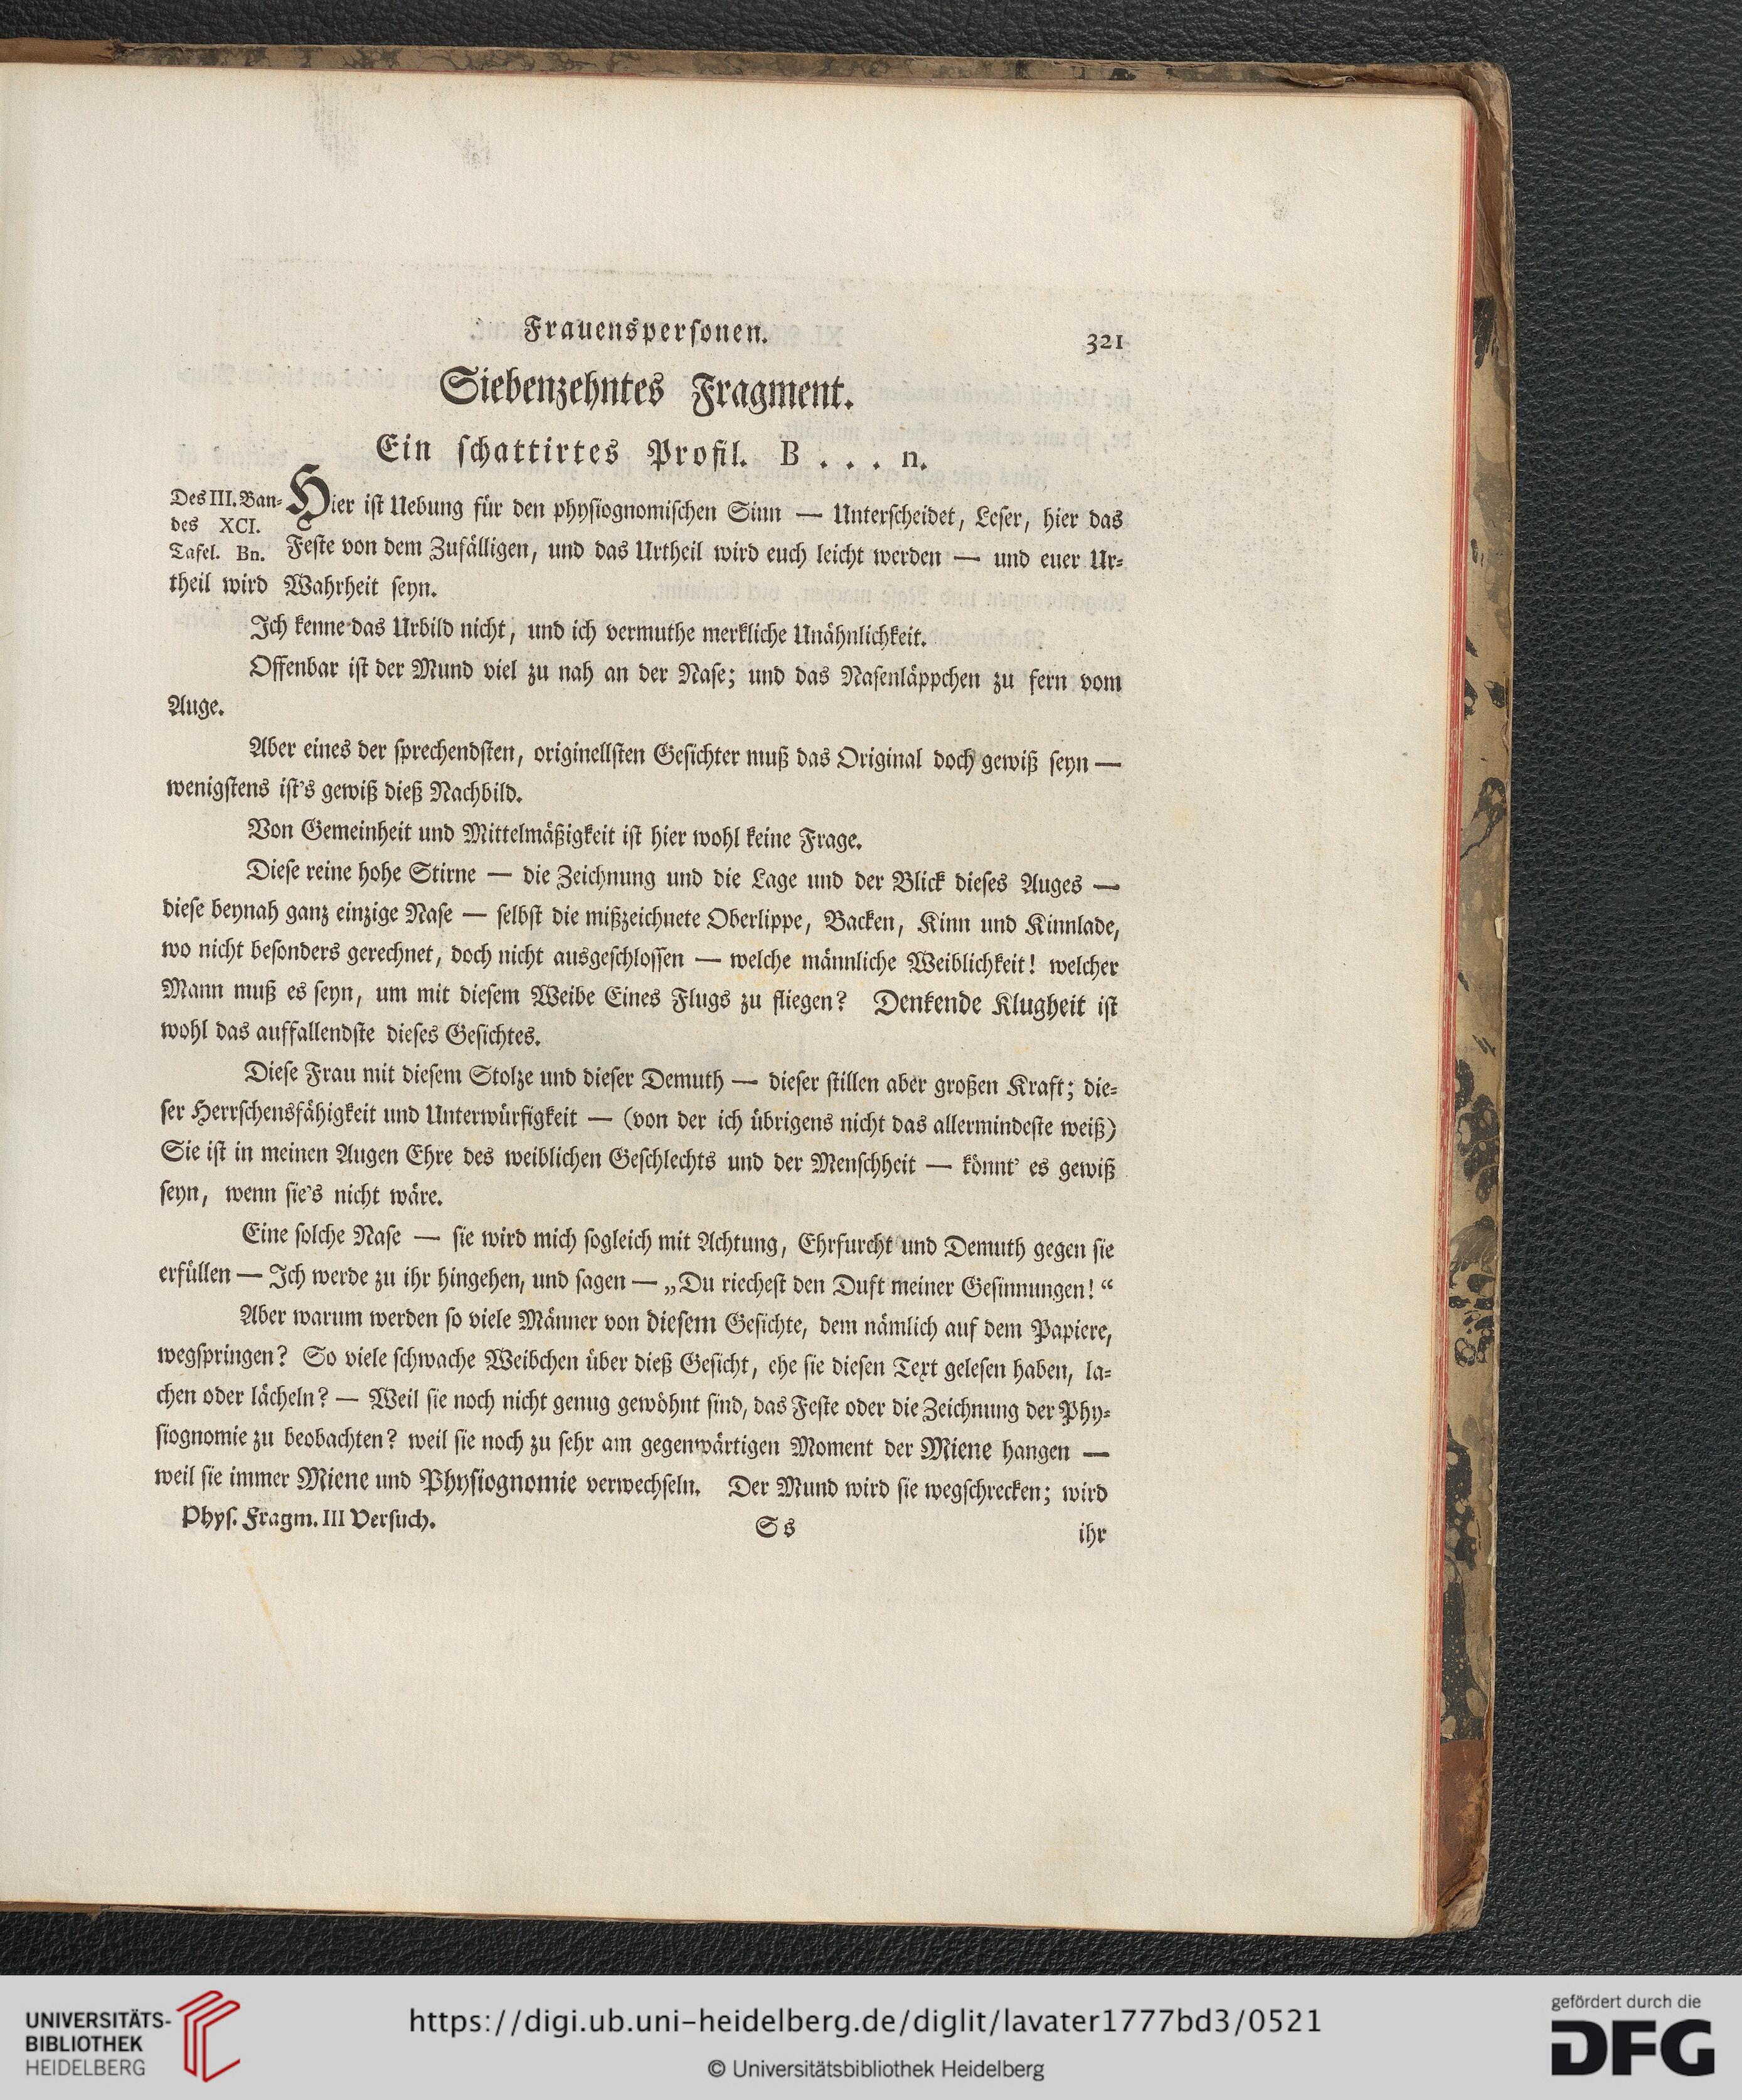 Frauenspersonen. 321
Siebenzehntes Fragment.
Ein schattirtes Profil. B . . . n.
Des III. Ban-
des XCI.
Tafel. Bn.
Hier ist Uebung für den physiognomischen Sinn — Unterscheidet, Leser, hier das
Feste von dem Zufälligen, und das Urtheil wird euch leicht werden — und euer Ur-
theil wird Wahrheit seyn.
Ich kenne das Urbild nicht, und ich vermuthe merkliche Unähnlichkeit.
Offenbar ist der Mund viel zu nah an der Nase; und das Nasenläppchen zu fern vom
Auge.
Aber eines der sprechendsten, originellsten Gesichter muß das Original doch gewiß seyn —
wenigstens ist's gewiß dieß Nachbild.
Von Gemeinheit und Mittelmäßigkeit ist hier wohl keine Frage.
Diese reine hohe Stirne — die Zeichnung und die Lage und der Blick dieses Auges —
diese beynah ganz einzige Nase — selbst die mißzeichnete Oberlippe, Backen, Kinn und Kinnlade,
wo nicht besonders gerechnet, doch nicht ausgeschlossen — welche männliche Weiblichkeit! welcher
Mann muß es seyn, um mit diesem Weibe Eines Flugs zu fliegen? Denkende Klugheit ist
wohl das auffallendste dieses Gesichtes.
Diese Frau mit diesem Stolze und dieser Demuth — dieser stillen aber großen Kraft; die-
ser Herrschensfähigkeit und Unterwürfigkeit — (von der ich übrigens nicht das allermindeste weiß)
Sie ist in meinen Augen Ehre des weiblichen Geschlechts und der Menschheit — könnt' es gewiß
seyn, wenn sie's nicht wäre.
Eine solche Nase — sie wird mich sogleich mit Achtung, Ehrfurcht und Demuth gegen sie
erfüllen — Ich werde zu ihr hingehen, und sagen — „Du riechest den Duft meiner Gesinnungen!“
Aber warum werden so viele Männer von diesem Gesichte, dem nämlich auf dem Papiere,
wegspringen? So viele schwache Weibchen über dieß Gesicht, ehe sie diesen Text gelesen haben, la-
chen oder lächeln? — Weil sie noch nicht genug gewöhnt sind, das Feste oder die Zeichnung der Phy-
siognomie zu beobachten? weil sie noch zu sehr am gegenwärtigen Moment der Miene hangen —
weil sie immer Miene und Physiognomie verwechseln. Der Mund wird sie wegschrecken; wird
Phys. Fragm. III Versuch. S s ihr
UNIVERSITÄTS-
BIBLIOTHEK
HEIDELBERG
https://digi.ub.uni-heidelberg.de/diglit/lavater1777bd3/0521
© Universitätsbibliothek Heidelberg
gefördert durch die
DFG